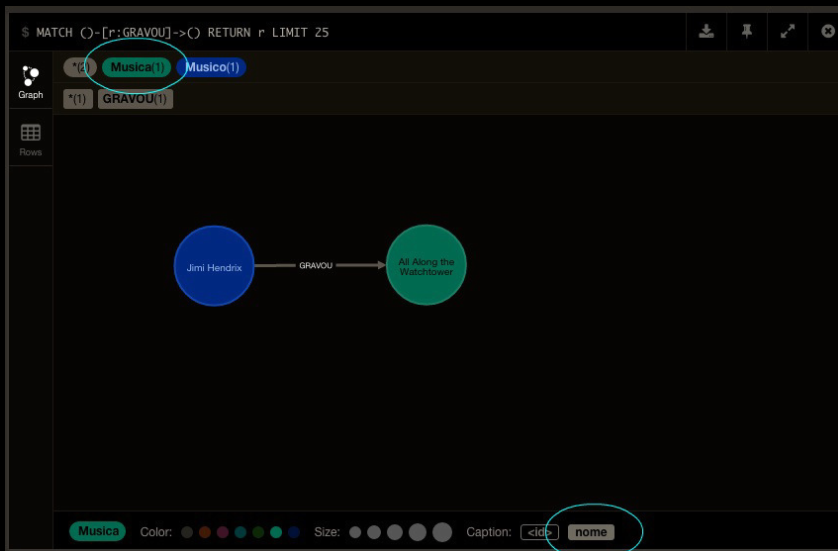 $ MATCH ()-[r:GRAVOU]->() RETURN r LIMIT 25
*(2) Musica(1) Musico(1)
Graph
*(1) GRAVOU(1)
Rows
Jimi Hendrix
GRAVOU
All Along the
Watchtower
Musica Color: Size: Caption: <id> nome